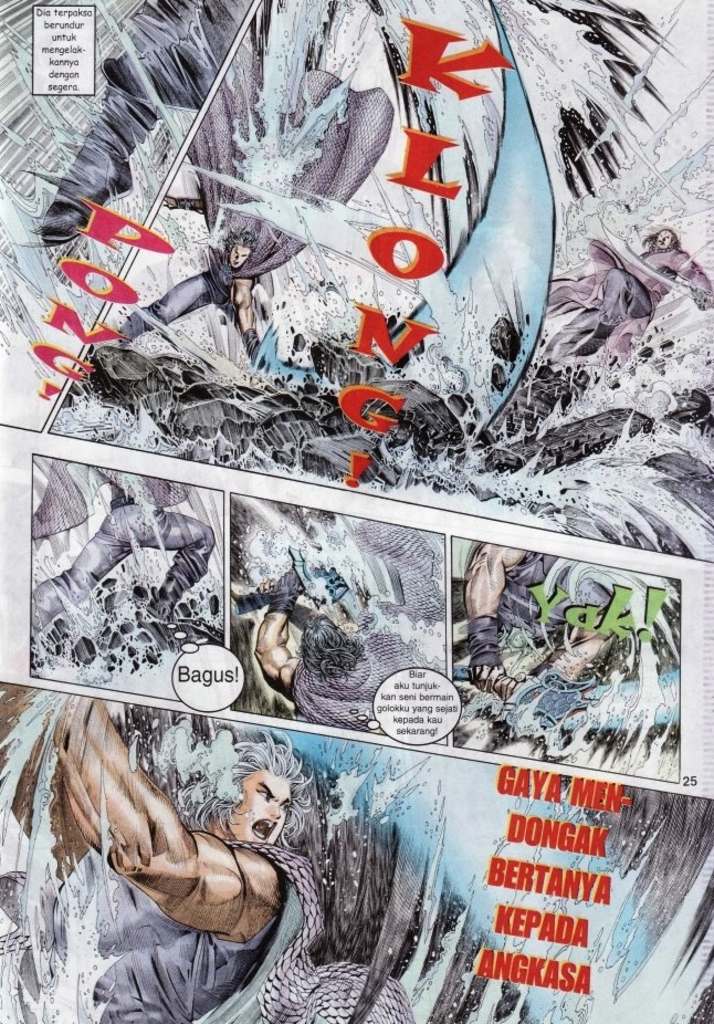 Dia terpaksa
berundur
untuk
mengelak-
kannya
dengan
segera.
KLONG!
DONG!
Bagus!
Biar
aku tunjuk-
kan seni bermain
golokku yang sejati
kepada kau
sekarang!
Yak!
25
GAYA MEN-
DONGAK
BERTANYA
KEPADA
ANGKASA